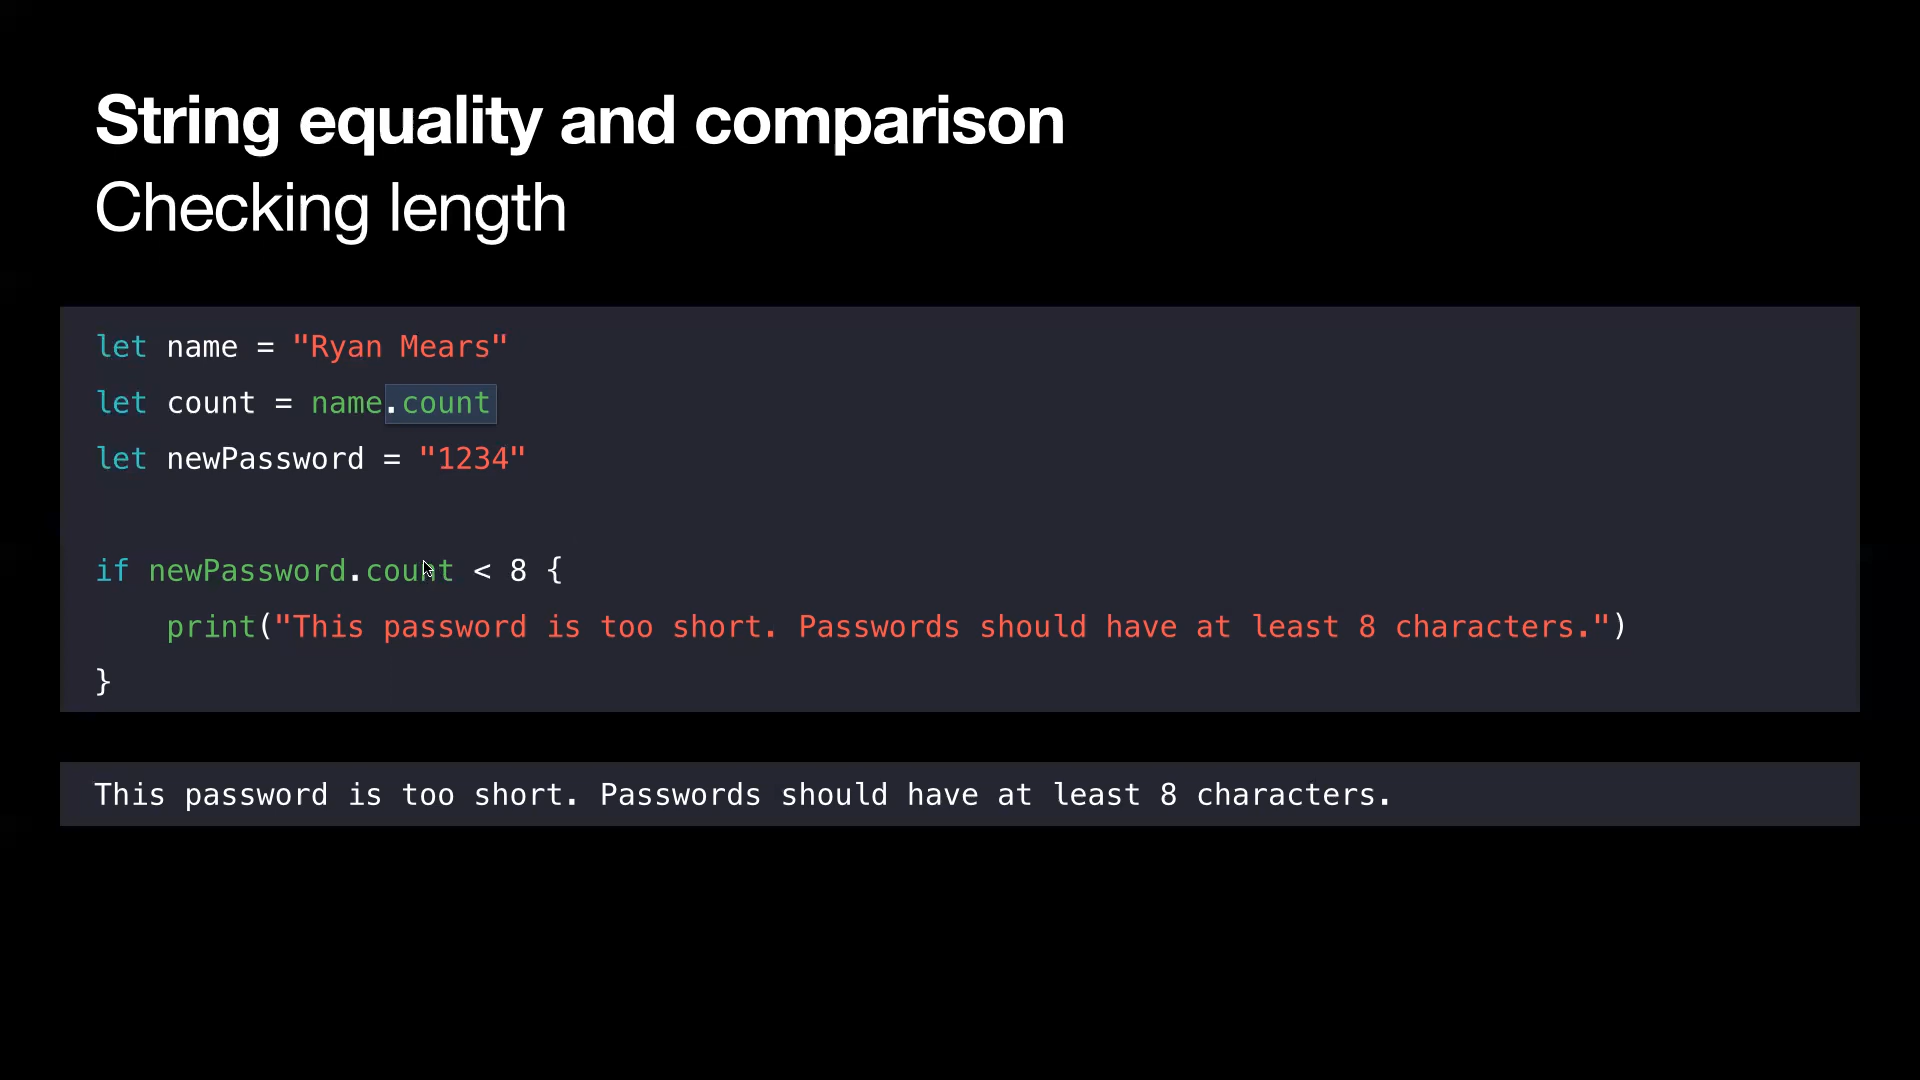 String equality and comparison
Checking length
let name = "Ryan Mears"
let count = name.count
let newPassword = "1234"
if newPassword.count < 8 {
    print("This password is too short. Passwords should have at least 8 characters.")
}
This password is too short. Passwords should have at least 8 characters.